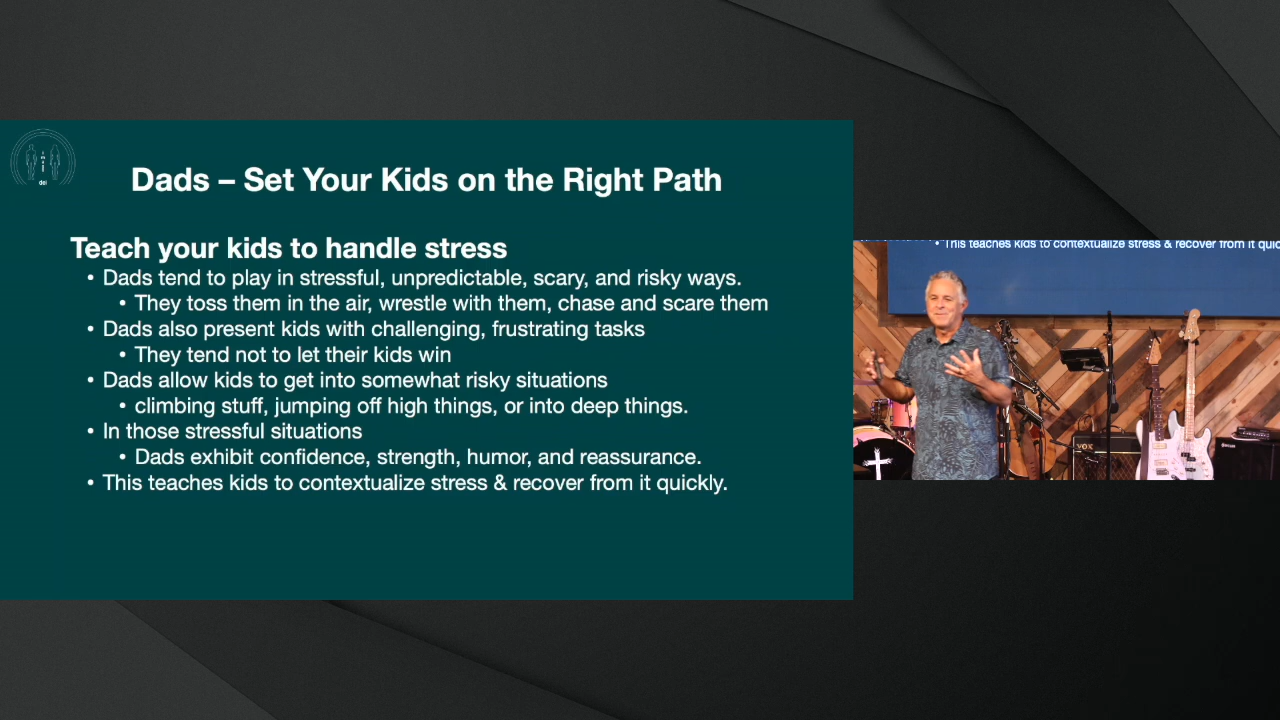 dei
Dads – Set Your Kids on the Right Path
Teach your kids to handle stress
• Dads tend to play in stressful, unpredictable, scary, and risky ways.
• They toss them in the air, wrestle with them, chase and scare them
• Dads also present kids with challenging, frustrating tasks
• They tend not to let their kids win
• Dads allow kids to get into somewhat risky situations
• climbing stuff, jumping off high things, or into deep things.
• In those stressful situations
• Dads exhibit confidence, strength, humor, and reassurance.
• This teaches kids to contextualize stress & recover from it quickly.
• This teaches kids to contextualize stress & recover from it quic
VOX